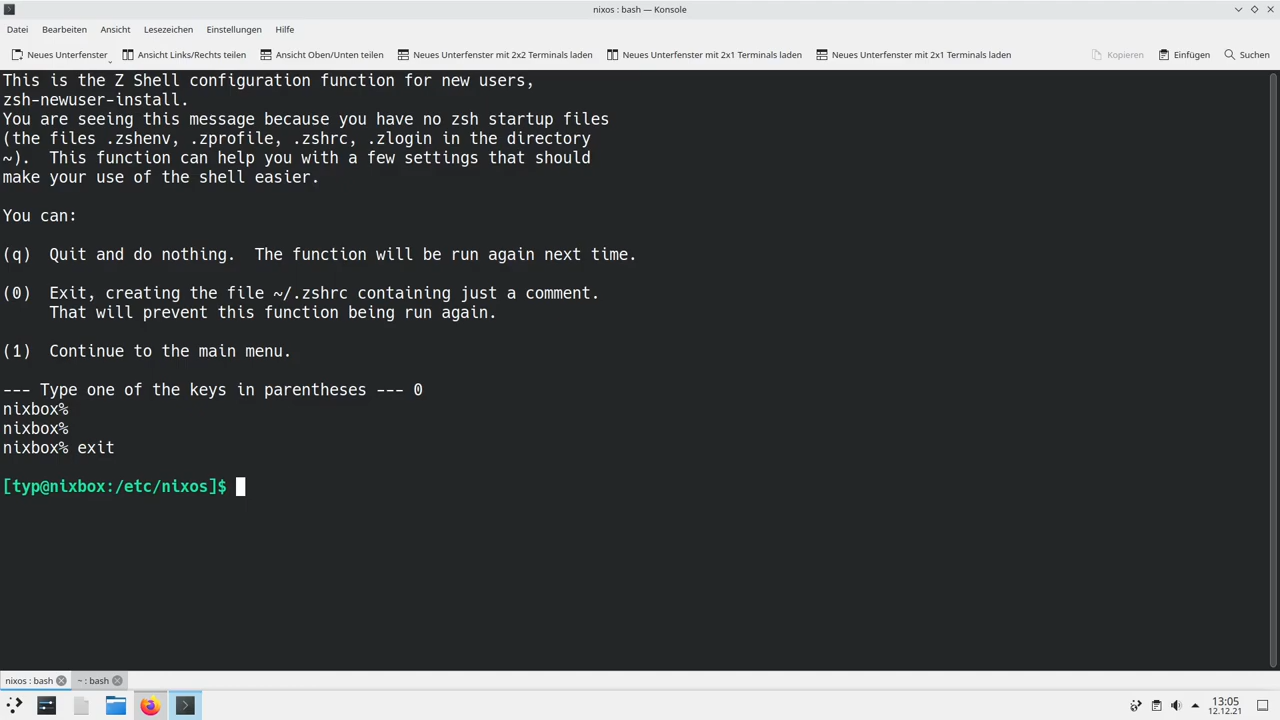 nixos : bash — Konsole
Datei Bearbeiten Ansicht Lesezeichen Einstellungen Hilfe
Neues Unterfenster Ansicht Links/Rechts teilen Ansicht Oben/Unten teilen Neues Unterfenster mit 2x2 Terminals laden Neues Unterfenster mit 2x1 Terminals laden Neues Unterfenster mit 2x1 Terminals laden Kopieren Einfügen Suchen
This is the Z Shell configuration function for new users,
zsh-newuser-install.
You are seeing this message because you have no zsh startup files
(the files .zshenv, .zprofile, .zshrc, .zlogin in the directory
~).  This function can help you with a few settings that should
make your use of the shell easier.
You can:
(q)  Quit and do nothing.  The function will be run again next time.
(0)  Exit, creating the file ~/.zshrc containing just a comment.
     That will prevent this function being run again.
(1)  Continue to the main menu.
--- Type one of the keys in parentheses --- 0
nixbox%
nixbox%
nixbox% exit
[typ@nixbox:/etc/nixos]$
nixos : bash ~ : bash
13:05
12.12.21